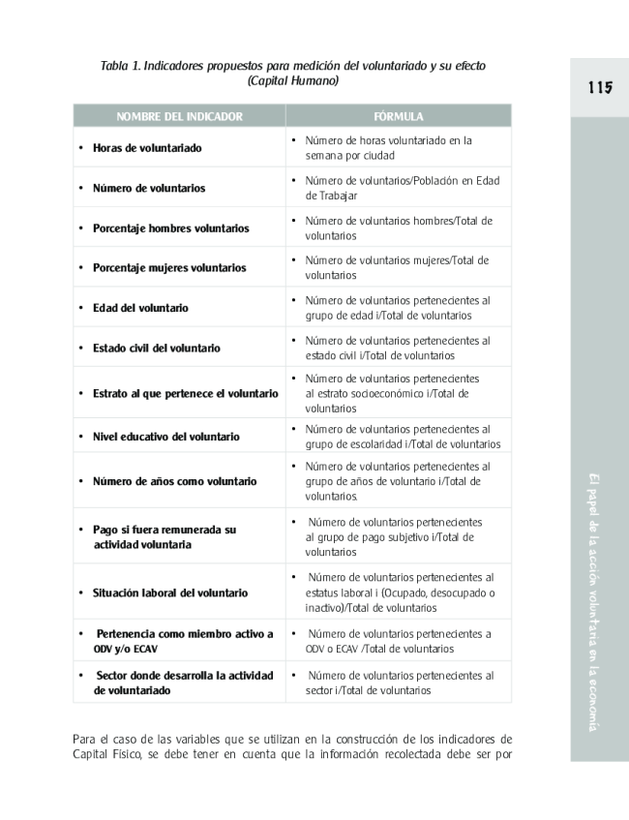 Tabla 1. Indicadores propuestos para medición del voluntariado y su efecto
(Capital Humano)
115
NOMBRE DEL INDICADOR
FÓRMULA
• Horas de voluntariado
• Número de horas voluntariado en la
semana por ciudad
• Número de voluntarios
• Número de voluntarios/Población en Edad
de Trabajar
• Porcentaje hombres voluntarios
• Número de voluntarios hombres/Total de
voluntarios
• Porcentaje mujeres voluntarios
• Número de voluntarios mujeres/Total de
voluntarios
• Edad del voluntario
• Número de voluntarios pertenecientes al
grupo de edad i/Total de voluntarios
• Estado civil del voluntario
• Número de voluntarios pertenecientes al
estado civil i/Total de voluntarios
• Estrato al que pertenece el voluntario
• Número de voluntarios pertenecientes
al estrato socioeconómico i/Total de
voluntarios
• Nivel educativo del voluntario
• Número de voluntarios pertenecientes al
grupo de escolaridad i/Total de voluntarios
• Número de años como voluntario
• Número de voluntarios pertenecientes al
grupo de años de voluntario i/Total de
voluntarios.
• Pago si fuera remunerada su
actividad voluntaria
• Número de voluntarios pertenecientes
al grupo de pago subjetivo i/Total de
voluntarios
• Situación laboral del voluntario
• Número de voluntarios pertenecientes al
estatus laboral i (Ocupado, desocupado o
inactivo)/Total de voluntarios
• Pertenencia como miembro activo a
ODV y/o ECAV
• Número de voluntarios pertenecientes a
ODV o ECAV /Total de voluntarios
• Sector donde desarrolla la actividad
de voluntariado
• Número de voluntarios pertenecientes al
sector i/Total de voluntarios
Para el caso de las variables que se utilizan en la construcción de los indicadores de
Capital Físico, se debe tener en cuenta que la información recolectada debe ser por
El papel de la acción voluntaria en la economía